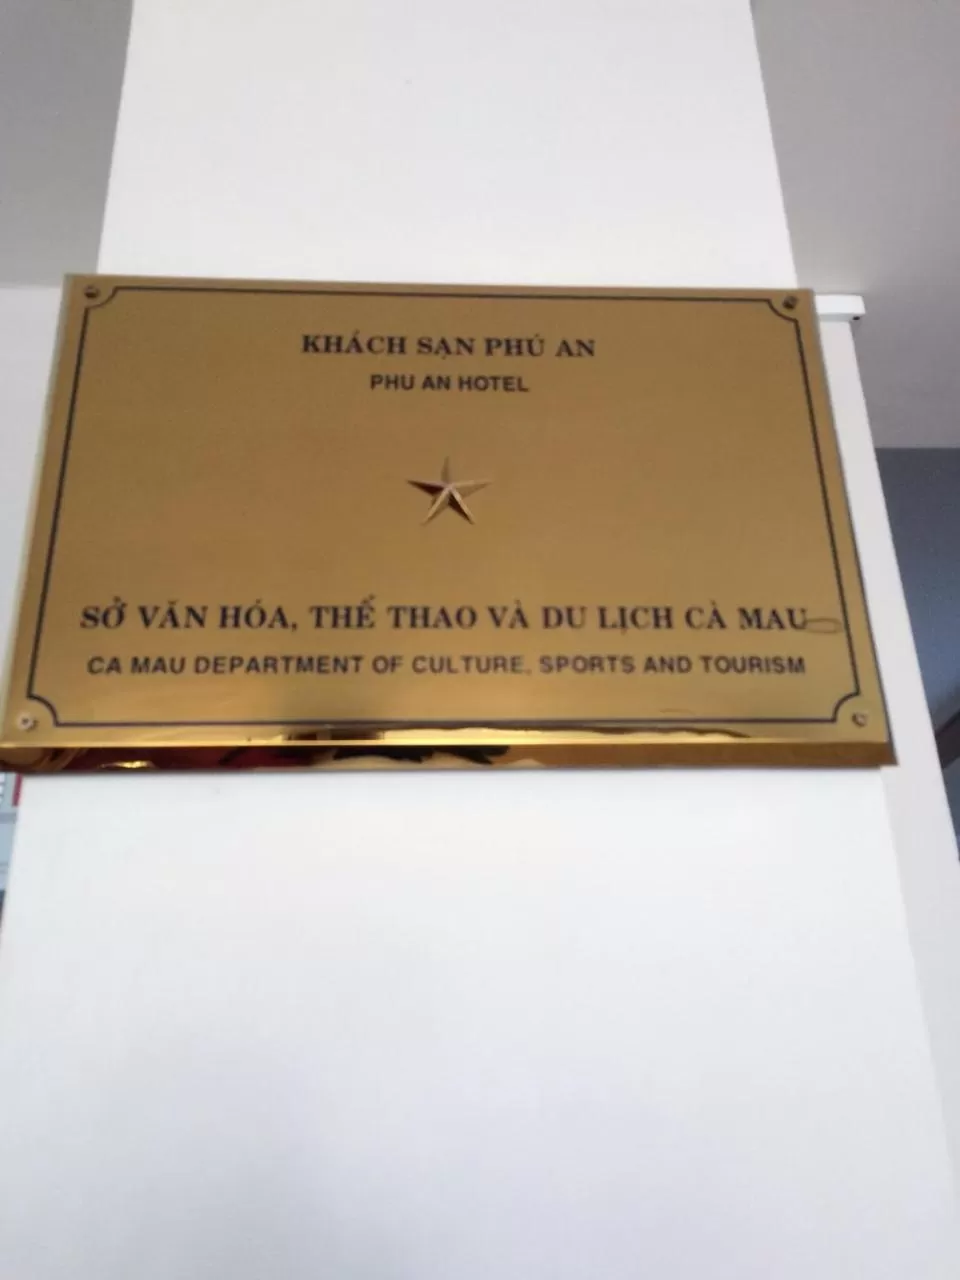 KHÁCH SẠN PHÚ AN
PHU AN HOTEL
SỞ VĂN HÓA, THỂ THAO VÀ DU LỊCH CÀ MAU
CA MAU DEPARTMENT OF CULTURE, SPORTS AND TOURISM